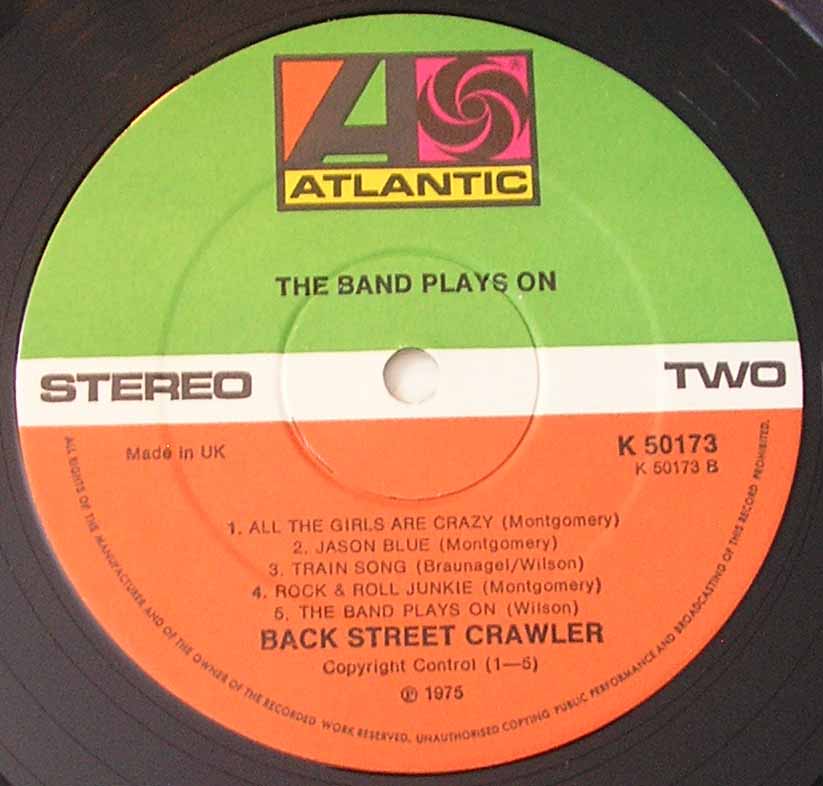 ATLANTIC
THE BAND PLAYS ON
STEREO
TWO
Made in UK
K 50173
K 50173 B
1. ALL THE GIRLS ARE CRAZY (Montgomery)
2. JASON BLUE (Montgomery)
3. TRAIN SONG (Braunagel/Wilson)
4. ROCK & ROLL JUNKIE (Montgomery)
5. THE BAND PLAYS ON (Wilson)
BACK STREET CRAWLER
Copyright Control (1—5)
℗ 1975
ALL RIGHTS OF THE MANUFACTURER AND OF THE OWNER OF THE RECORDED WORK RESERVED. UNAUTHORISED COPYING PUBLIC PERFORMANCE AND BROADCASTING OF THIS RECORD PROHIBITED.